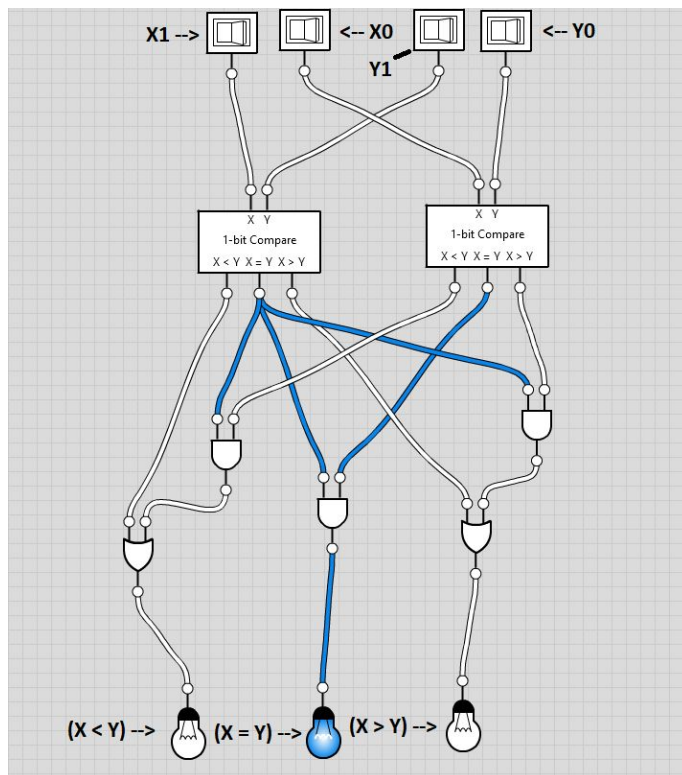 X1 -->
<-- X0
Y1
<-- Y0
X Y
1-bit Compare
X < Y X = Y X > Y
X Y
1-bit Compare
X < Y X = Y X > Y
(X < Y) -->
(X = Y) -->
(X > Y) -->